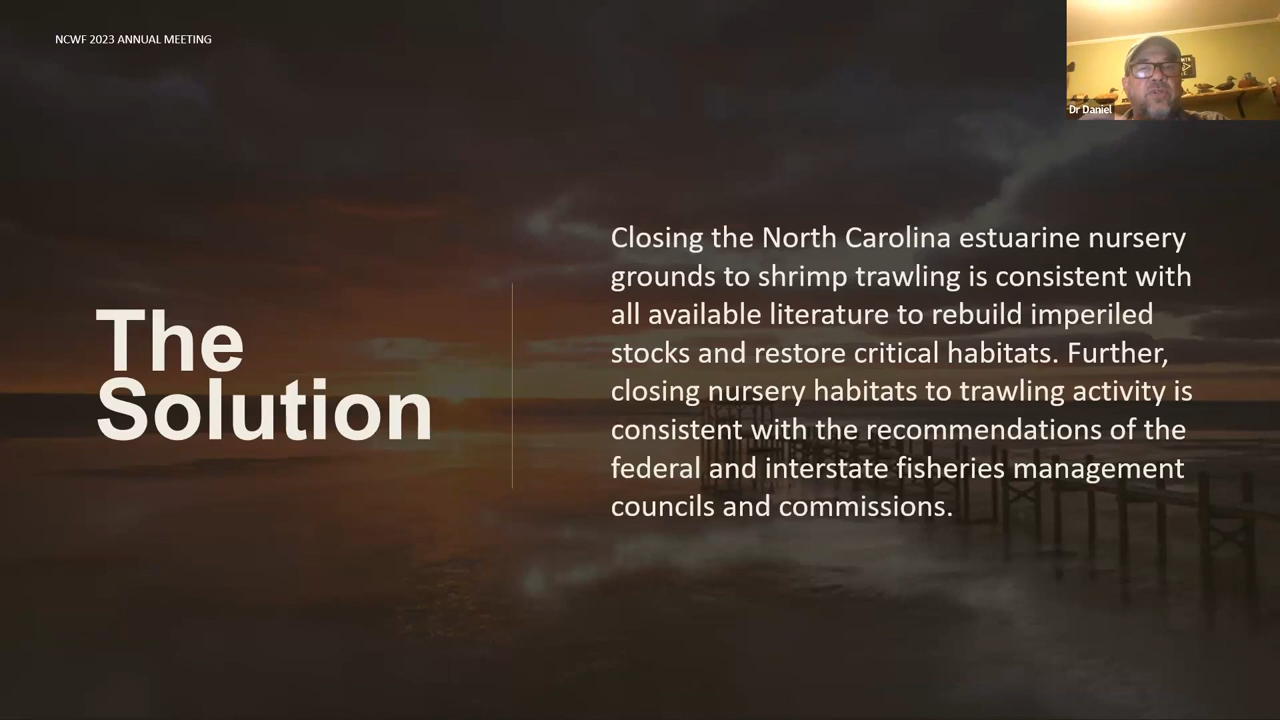 NCWF 2023 ANNUAL MEETING
Dr Daniel
The
Solution
Closing the North Carolina estuarine nursery
grounds to shrimp trawling is consistent with
all available literature to rebuild imperiled
stocks and restore critical habitats. Further,
closing nursery habitats to trawling activity is
consistent with the recommendations of the
federal and interstate fisheries management
councils and commissions.